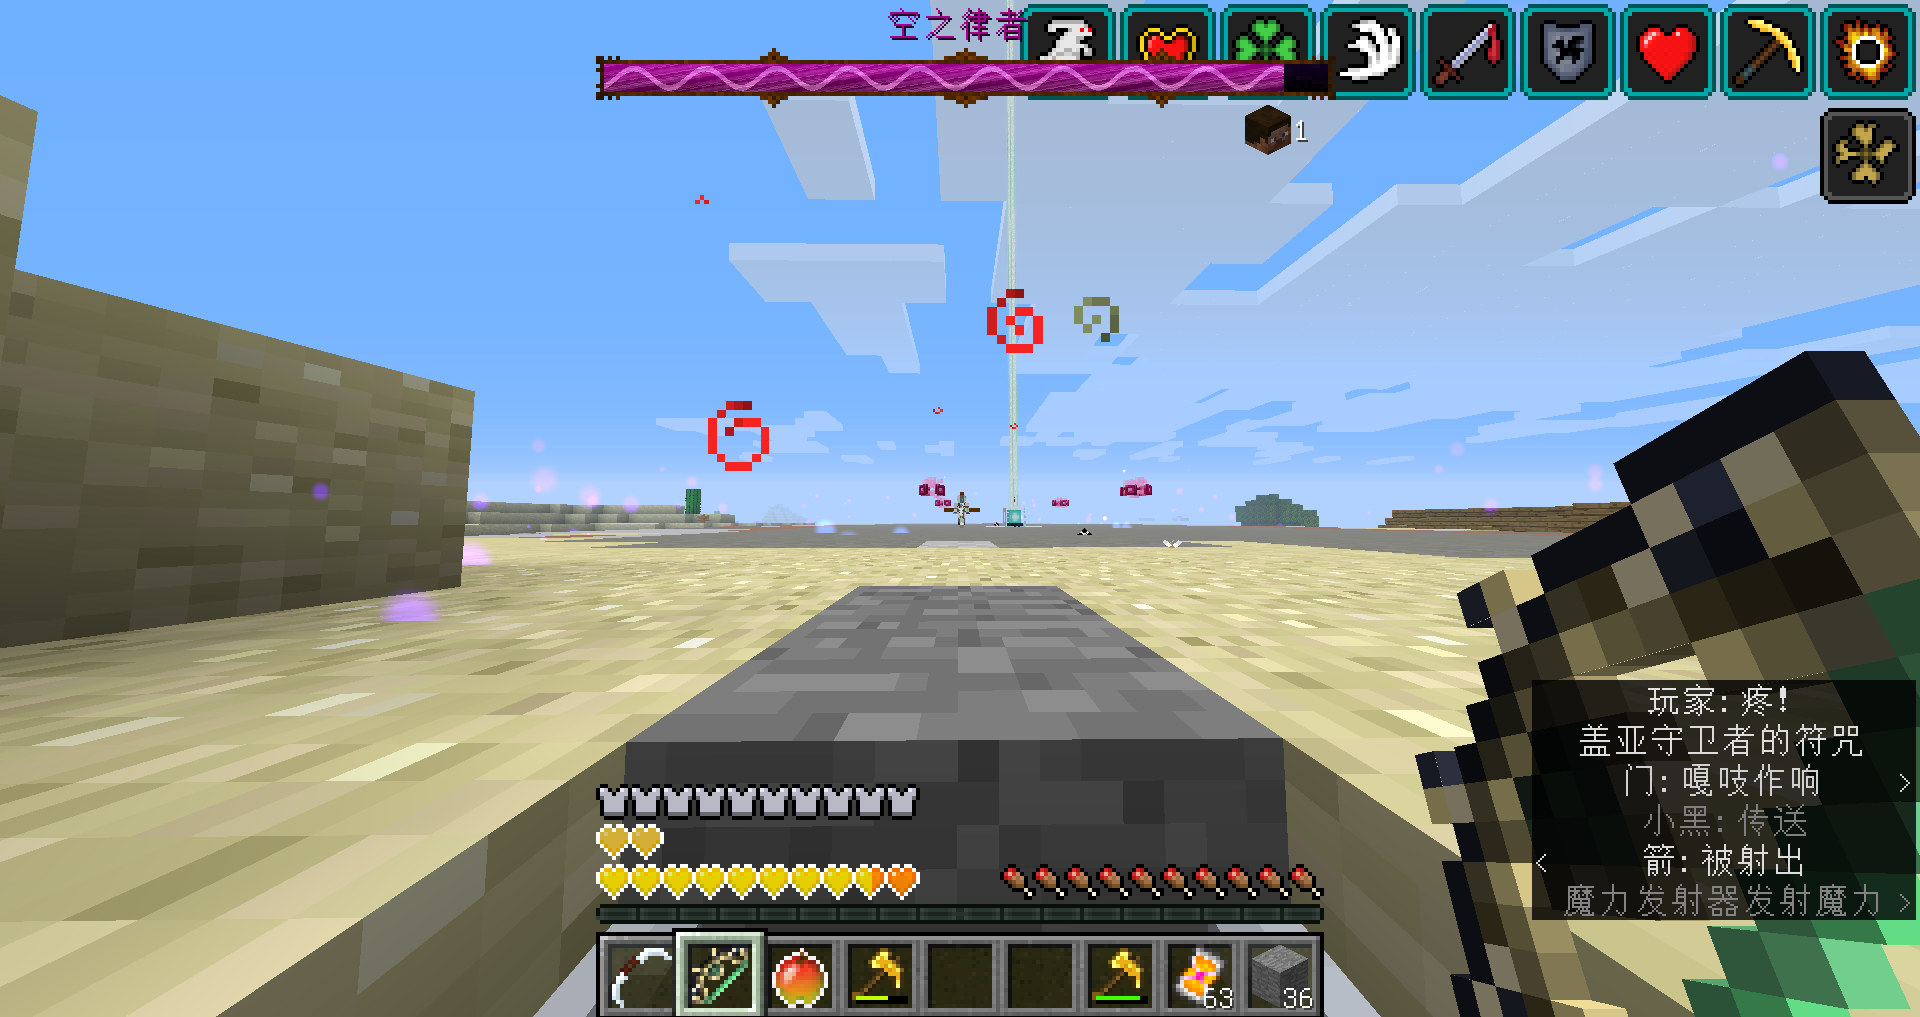 空之律者
1
玩家: 疼!
盖亚守卫者的符咒
门: 嘎吱作响 >
小黑: 传送
< 箭: 被射出
魔力发射器发射魔力 >
63
36